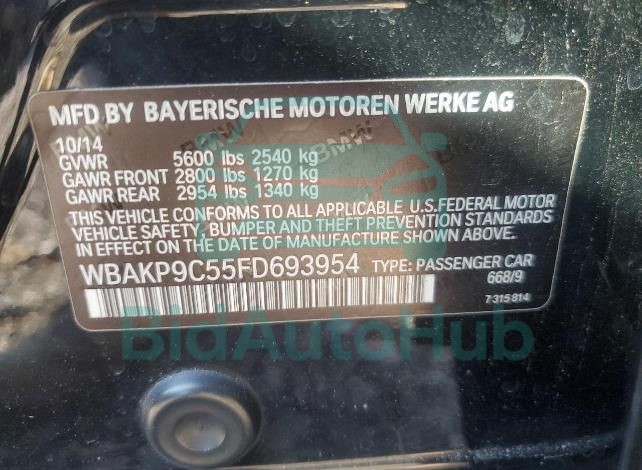 MFD BY BAYERISCHE MOTOREN WERKE AG
10/14
GVWR 5600 lbs 2540 kg
GAWR FRONT 2800 lbs 1270 kg
GAWR REAR 2954 lbs 1340 kg
THIS VEHICLE CONFORMS TO ALL APPLICABLE U.S.FEDERAL MOTOR
VEHICLE SAFETY, BUMPER AND THEFT PREVENTION STANDARDS
IN EFFECT ON THE DATE OF MANUFACTURE SHOWN ABOVE.
WBAKP9C55FD693954 TYPE: PASSENGER CAR
668/9
7 315 814
BidAutoHub
BMW
BMW